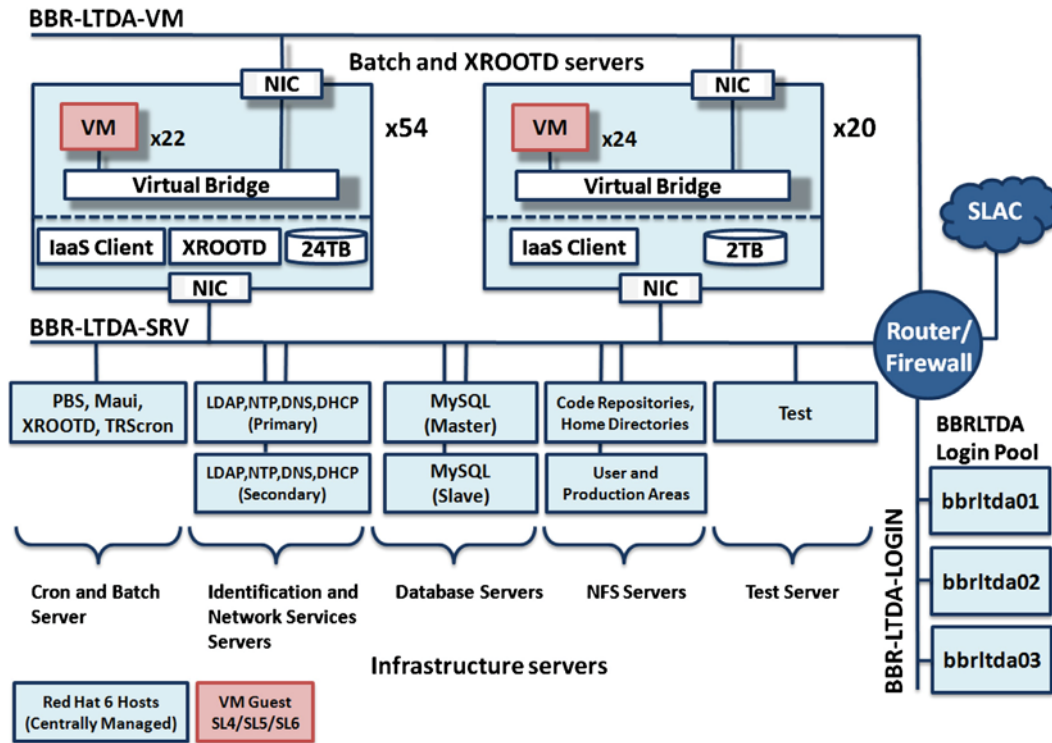 BBR-LTDA-VM
Batch and XROOTD servers
NIC
NIC
VM
x22
x54
VM
x24
x20
Virtual Bridge
Virtual Bridge
SLAC
IaaS Client
XROOTD
24TB
IaaS Client
2TB
NIC
NIC
BBR-LTDA-SRV
Router/
Firewall
PBS, Maui,
XROOTD, TRScron
LDAP,NTP,DNS,DHCP
(Primary)
MySQL
(Master)
Code Repositories,
Home Directories
Test
LDAP,NTP,DNS,DHCP
(Secondary)
MySQL
(Slave)
User and
Production Areas
BBRLTDA
Login Pool
bbrltda01
bbrltda02
bbrltda03
BBR-LTDA-LOGIN
Cron and Batch
Server
Identification and
Network Services
Servers
Database Servers
NFS Servers
Test Server
Infrastructure servers
Red Hat 6 Hosts
(Centrally Managed)
VM Guest
SL4/SL5/SL6